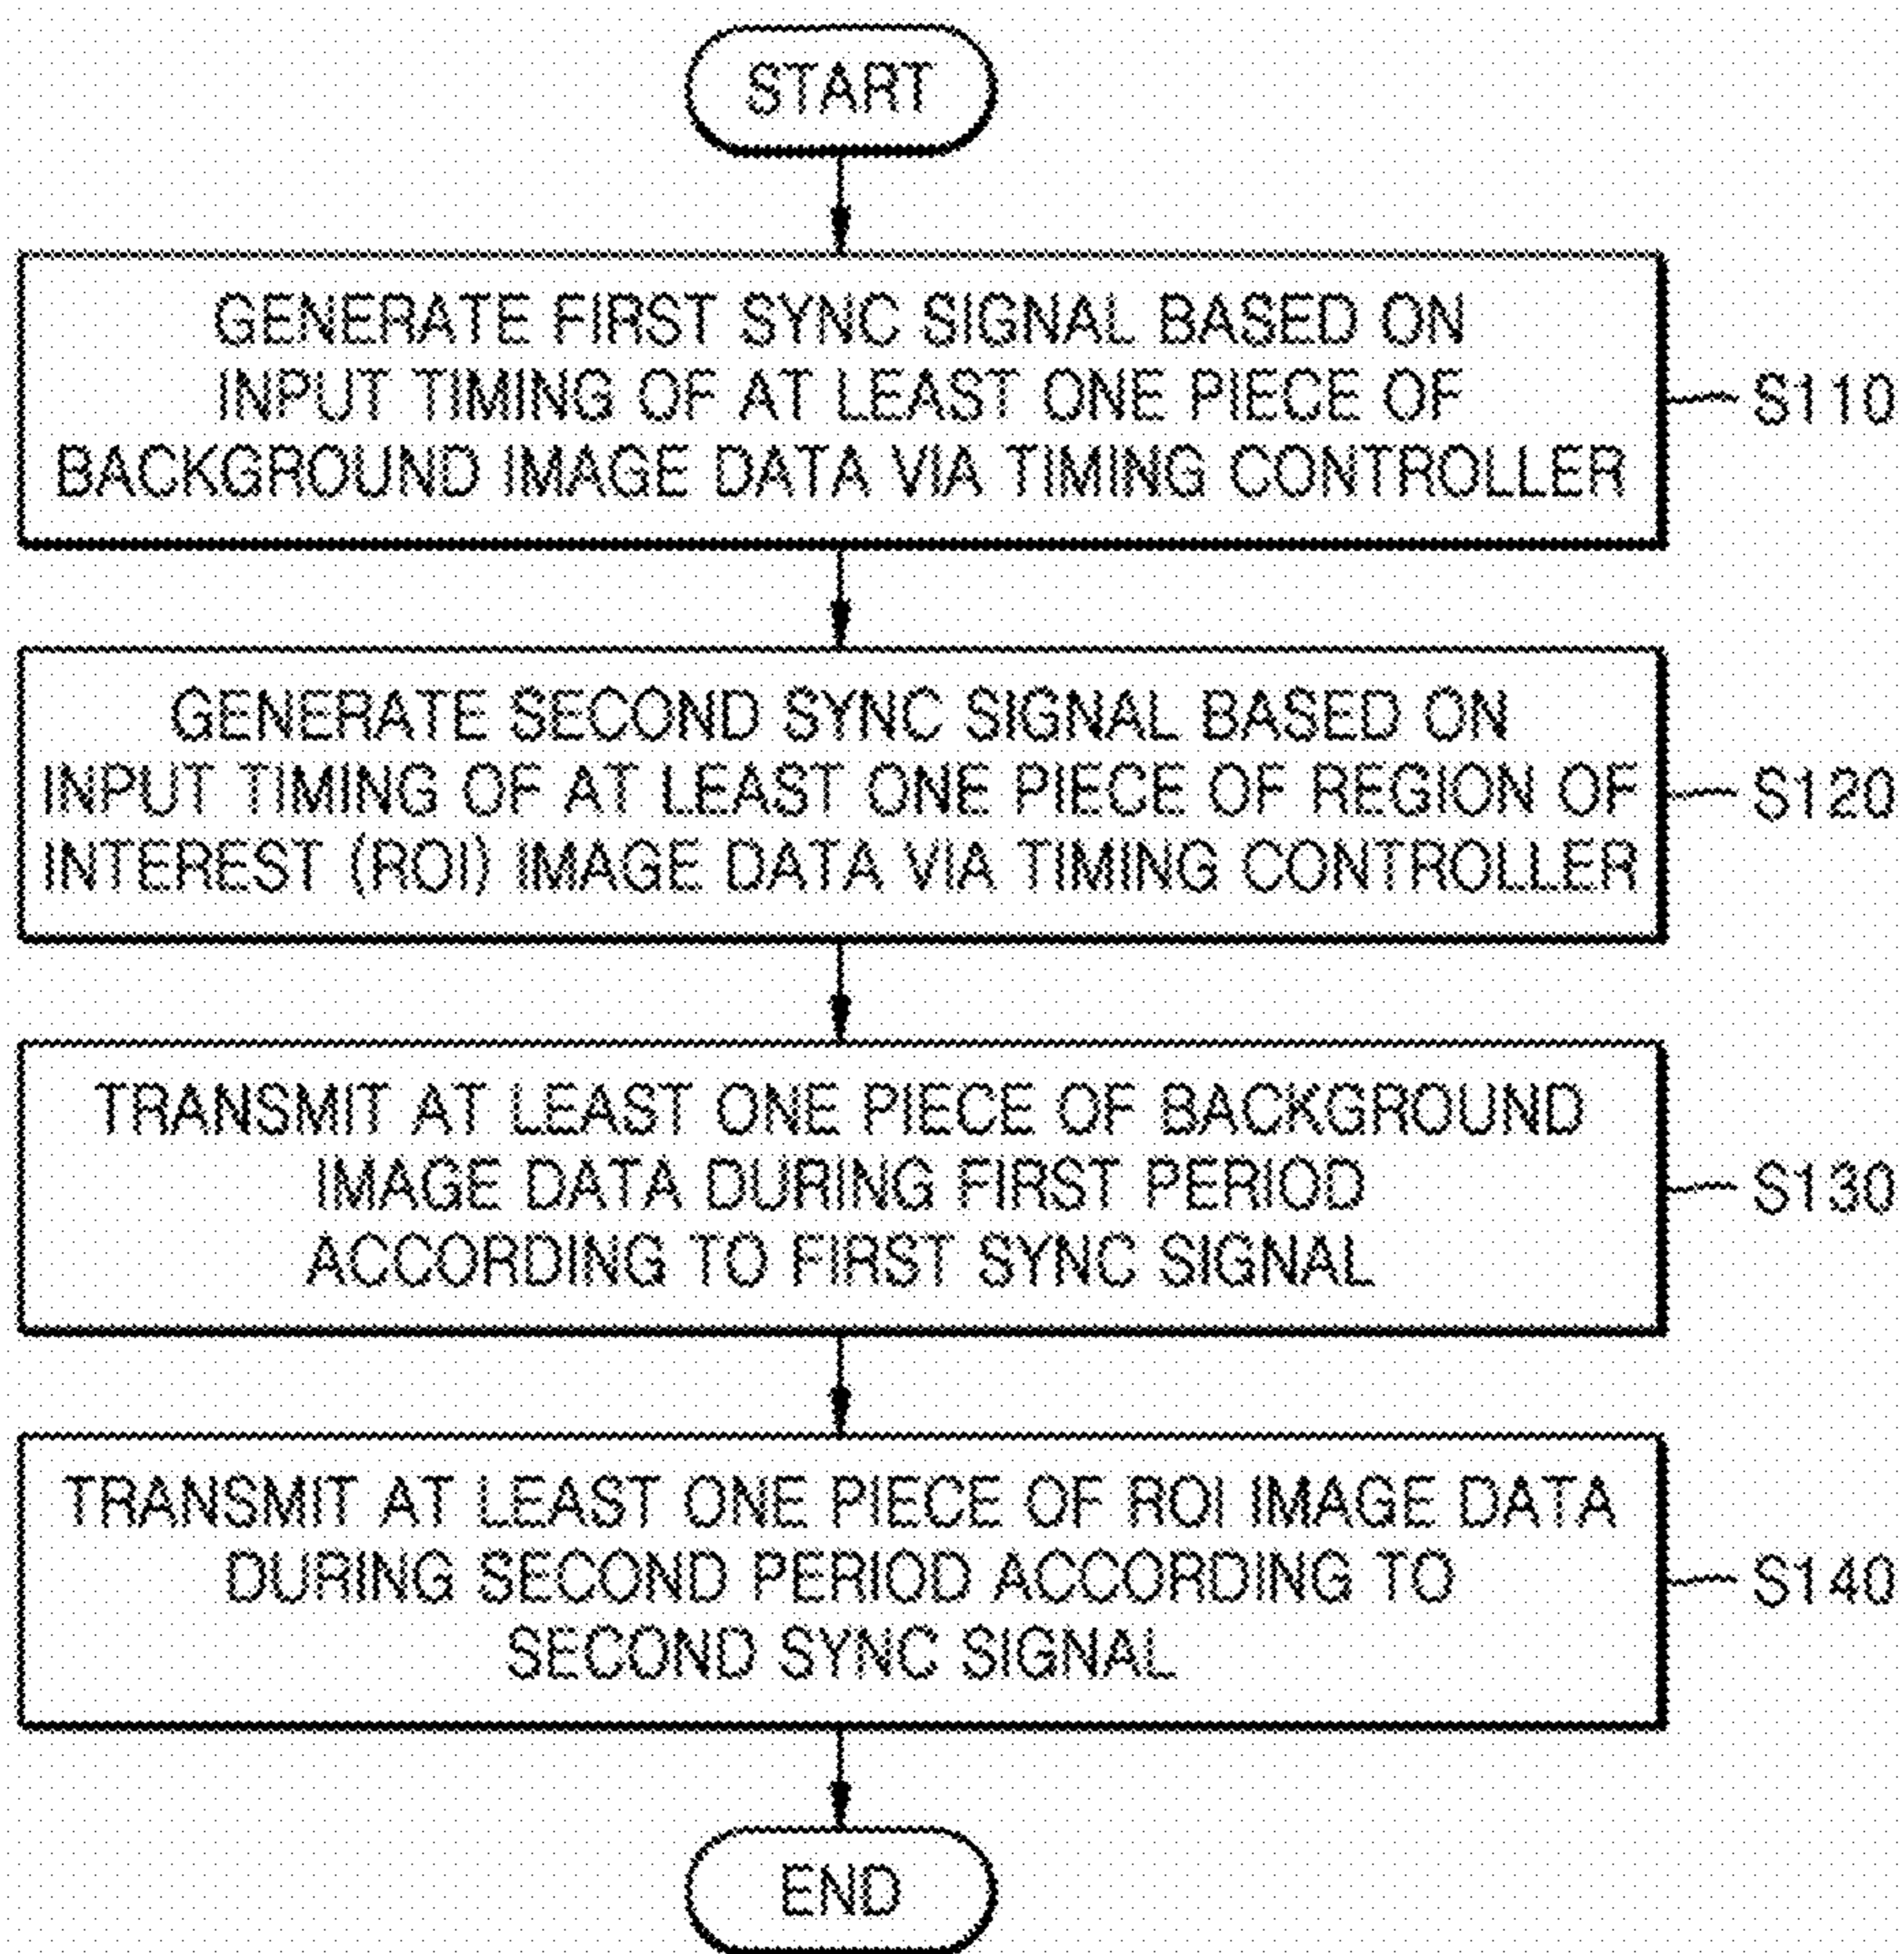 START
GENERATE FIRST SYNC SIGNAL BASED ON
INPUT TIMING OF AT LEAST ONE PIECE OF
BACKGROUND IMAGE DATA VIA TIMING CONTROLLER
S110
GENERATE SECOND SYNC SIGNAL BASED ON
INPUT TIMING OF AT LEAST ONE PIECE OF REGION OF
INTEREST (ROI) IMAGE DATA VIA TIMING CONTROLLER
S120
TRANSMIT AT LEAST ONE PIECE OF BACKGROUND
IMAGE DATA DURING FIRST PERIOD
ACCORDING TO FIRST SYNC SIGNAL
S130
TRANSMIT AT LEAST ONE PIECE OF ROI IMAGE DATA
DURING SECOND PERIOD ACCORDING TO
SECOND SYNC SIGNAL
S140
END